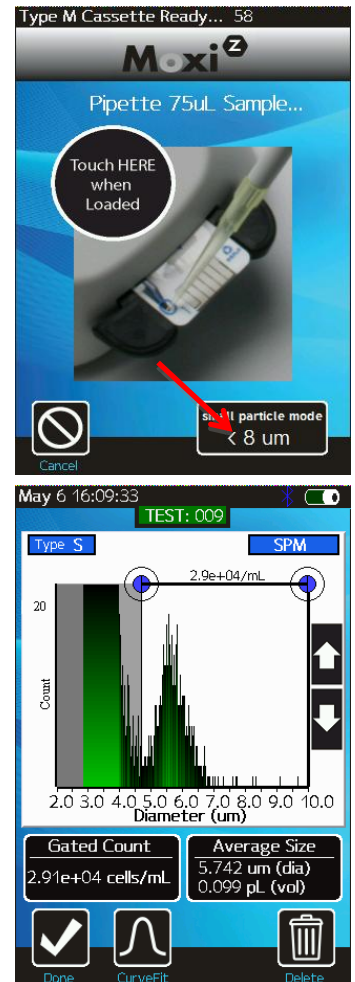 Type M Cassette Ready... 58
Moxi Z
Pipette 75uL Sample...
Touch HERE
when
Loaded
small particle mode
< 8 um
Cancel
May 6 16:09:33
TEST: 009
Type S
SPM
2.9e+04/mL
20
Count
2.0 3.0 4.0 5.0 6.0 7.0 8.0 9.0 10.0
Diameter (um)
Gated Count
2.91e+04 cells/mL
Average Size
5.742 um (dia)
0.099 pL (vol)
Done
CurveFit
Delete